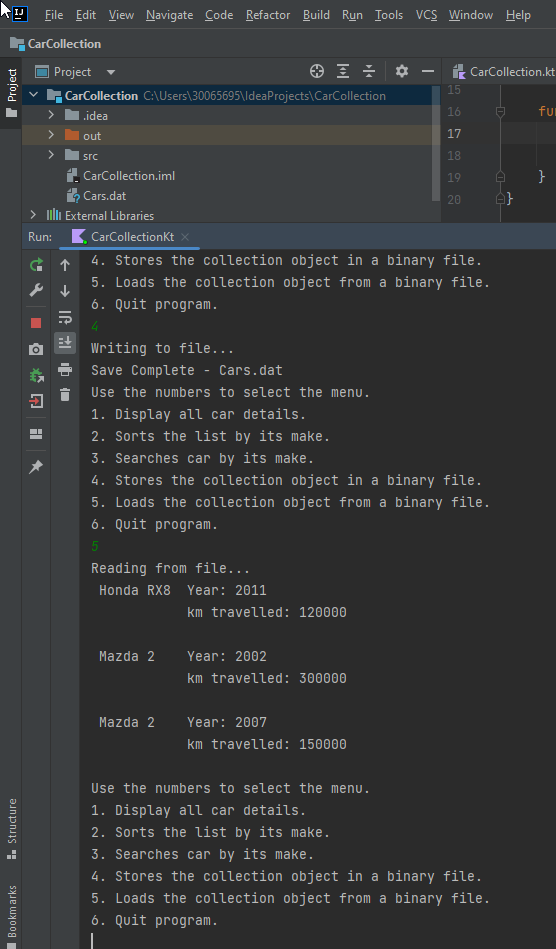 IJ File Edit View Navigate Code Refactor Build Run Tools VCS Window Help
CarCollection
Project
Project
CarCollection.kt
CarCollection C:\Users\30065695\IdeaProjects\CarCollection
.idea
out
src
CarCollection.iml
Cars.dat
External Libraries
15
16 fu
17
18
19 }
20 }
Run: CarCollectionKt
4. Stores the collection object in a binary file.
5. Loads the collection object from a binary file.
6. Quit program.
4
Writing to file...
Save Complete - Cars.dat
Use the numbers to select the menu.
1. Display all car details.
2. Sorts the list by its make.
3. Searches car by its make.
4. Stores the collection object in a binary file.
5. Loads the collection object from a binary file.
6. Quit program.
5
Reading from file...
Honda RX8 Year: 2011
km travelled: 120000
Mazda 2 Year: 2002
km travelled: 300000
Mazda 2 Year: 2007
km travelled: 150000
Use the numbers to select the menu.
1. Display all car details.
2. Sorts the list by its make.
3. Searches car by its make.
4. Stores the collection object in a binary file.
5. Loads the collection object from a binary file.
6. Quit program.
Structure
Bookmarks